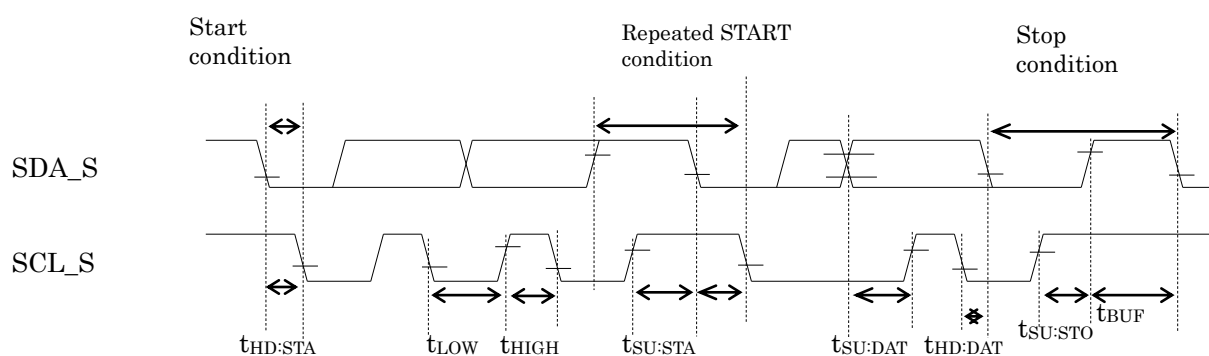 Start
condition
Repeated START
condition
Stop
condition
SDA_S
SCL_S
tHD:STA
tLOW
tHIGH
tSU:STA
tSU:DAT
tHD:DAT
tSU:STO
tBUF